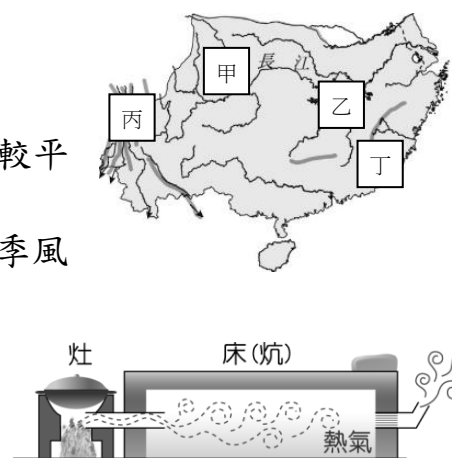 長江
甲
乙
丙
丁
較平
季風
灶
床(炕)
熱氣